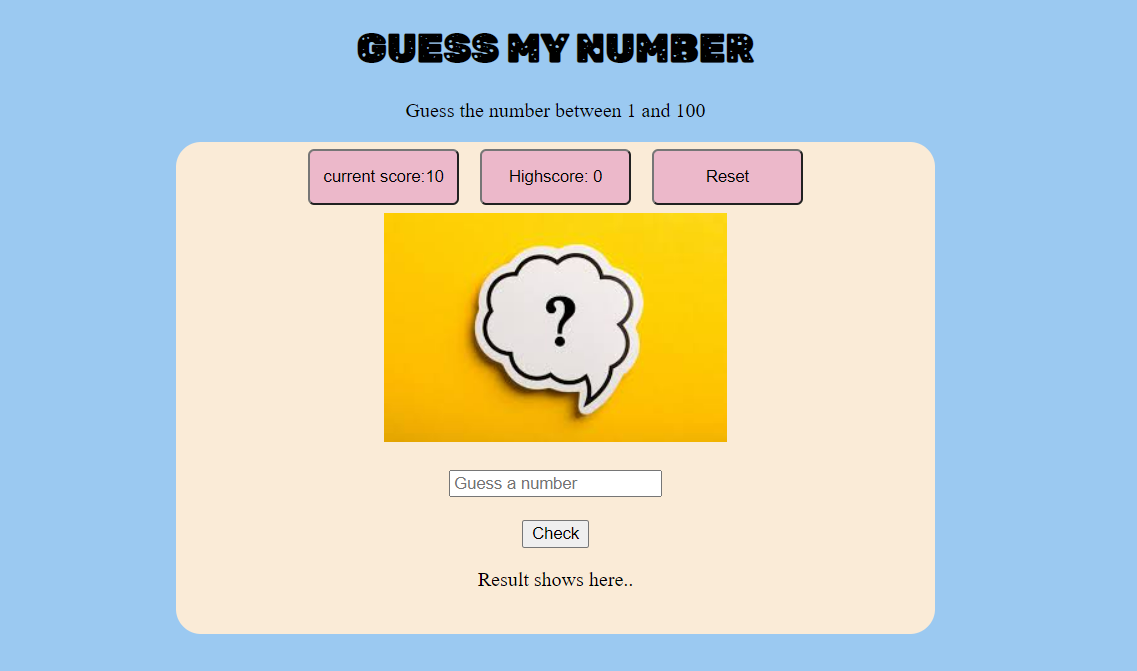 GUESS MY NUMBER
Guess the number between 1 and 100
current score:10
Highscore: 0
Reset
?
Guess a number
Check
Result shows here..